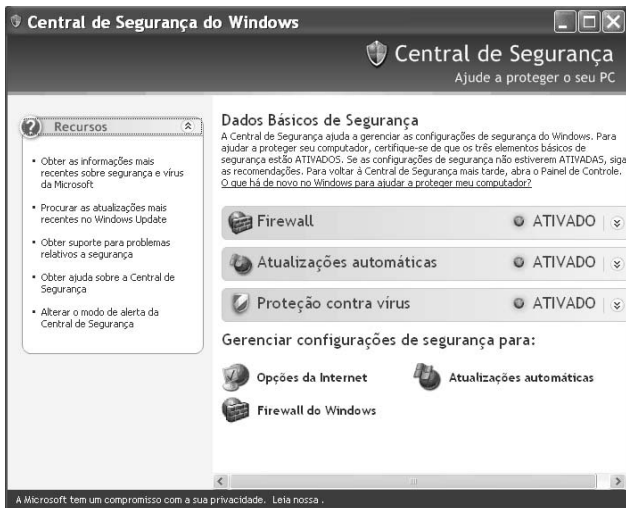 Central de Segurança do Windows
Central de Segurança
Ajude a proteger o seu PC
Recursos
• Obter as informações mais
recentes sobre segurança e vírus
da Microsoft
• Procurar as atualizações mais
recentes no Windows Update
• Obter suporte para problemas
relativos a segurança
• Obter ajuda sobre a Central de
Segurança
• Alterar o modo de alerta da
Central de Segurança
Dados Básicos de Segurança
A Central de Segurança ajuda a gerenciar as configurações de segurança do Windows. Para
ajudar a proteger seu computador, certifique-se de que os três elementos básicos de
segurança estão ATIVADOS. Se as configurações de segurança não estiverem ATIVADAS, siga
as recomendações. Para voltar à Central de Segurança mais tarde, abra o Painel de Controle.
O que há de novo no Windows para ajudar a proteger meu computador?
Firewall ATIVADO
Atualizações automáticas ATIVADO
Proteção contra vírus ATIVADO
Gerenciar configurações de segurança para:
Opções da Internet Atualizações automáticas
Firewall do Windows
A Microsoft tem um compromisso com a sua privacidade. Leia nossa .